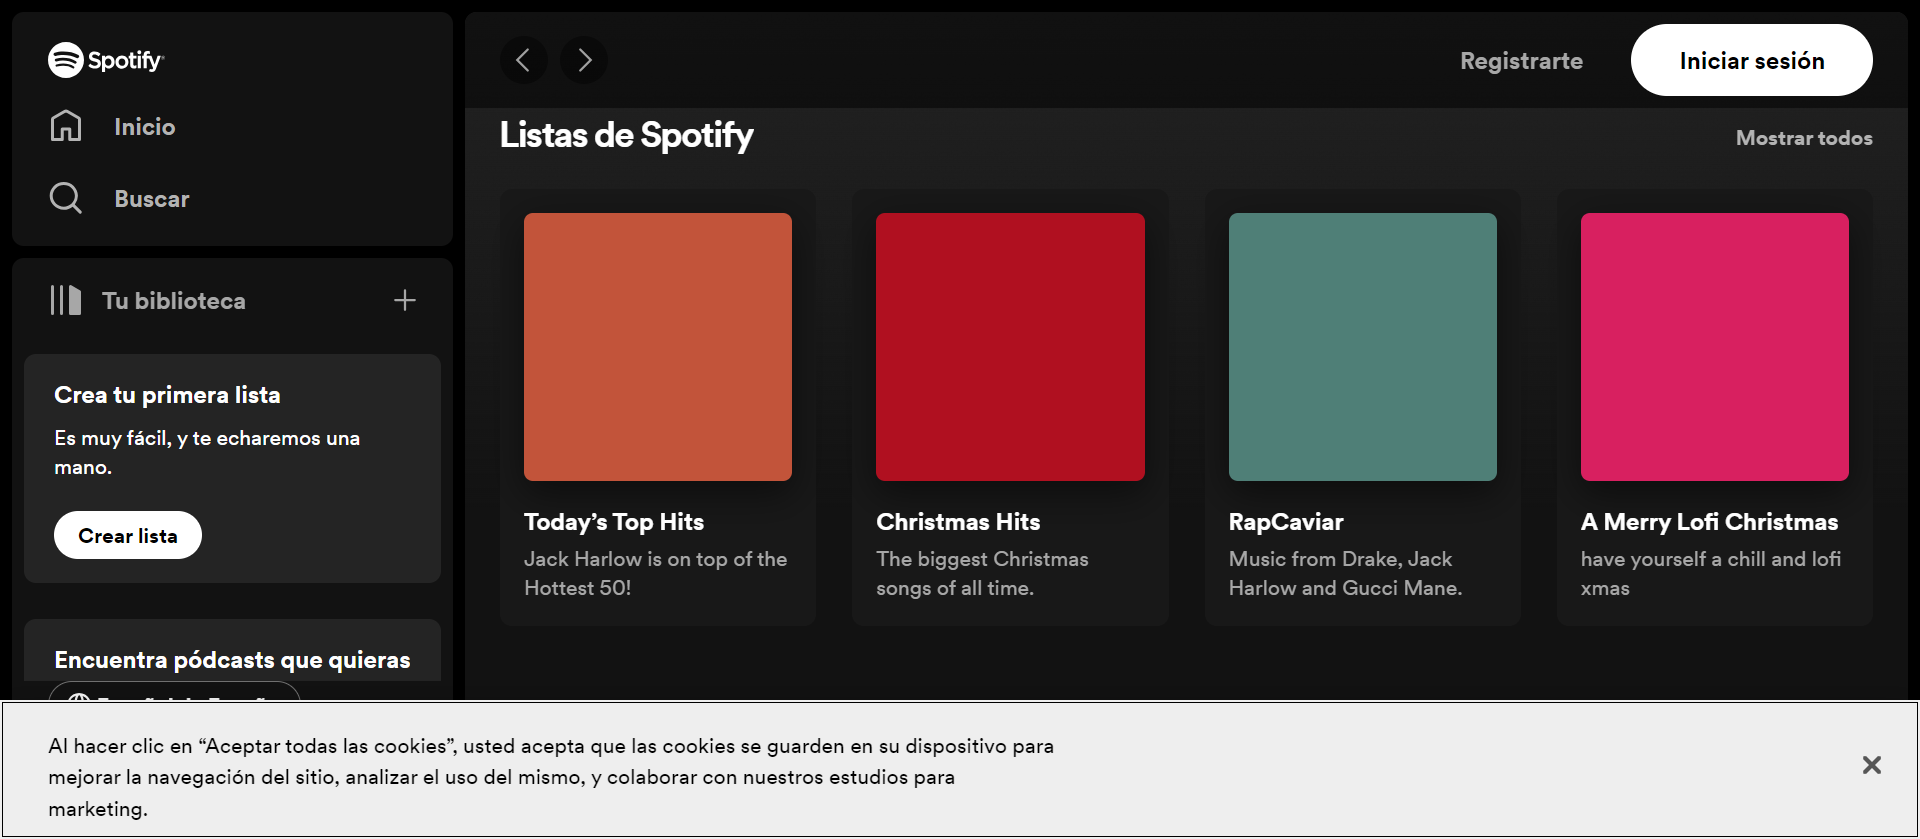 Spotify
Inicio
Buscar
Tu biblioteca
Crea tu primera lista
Es muy fácil, y te echaremos una
mano.
Crear lista
Encuentra pódcasts que quieras
Registrarte
Iniciar sesión
Listas de Spotify
Mostrar todos
Today’s Top Hits
Jack Harlow is on top of the
Hottest 50!
Christmas Hits
The biggest Christmas
songs of all time.
RapCaviar
Music from Drake, Jack
Harlow and Gucci Mane.
A Merry Lofi Christmas
have yourself a chill and lofi
xmas
Al hacer clic en “Aceptar todas las cookies”, usted acepta que las cookies se guarden en su dispositivo para
mejorar la navegación del sitio, analizar el uso del mismo, y colaborar con nuestros estudios para
marketing.